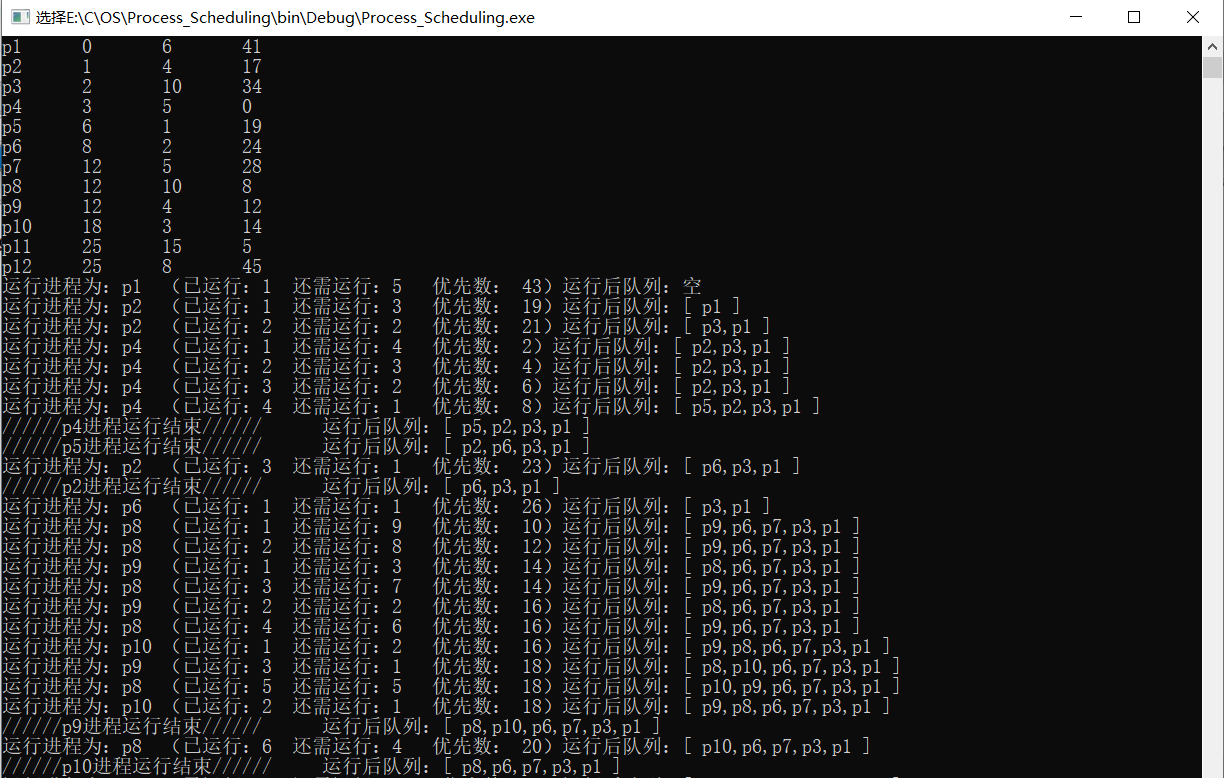 选择E:\C\OS\Process_Scheduling\bin\Debug\Process_Scheduling.exe
p1 0 6 41
p2 1 4 17
p3 2 10 34
p4 3 5 0
p5 6 1 19
p6 8 2 24
p7 12 5 28
p8 12 10 8
p9 12 4 12
p10 18 3 14
p11 25 15 5
p12 25 8 45
运行进程为: p1 （已运行: 1 还需运行: 5 优先数: 43）运行后队列: 空
运行进程为: p2 （已运行: 1 还需运行: 3 优先数: 19）运行后队列: [ p1 ]
运行进程为: p2 （已运行: 2 还需运行: 2 优先数: 21）运行后队列: [ p3,p1 ]
运行进程为: p4 （已运行: 1 还需运行: 4 优先数: 2）运行后队列: [ p2,p3,p1 ]
运行进程为: p4 （已运行: 2 还需运行: 3 优先数: 4）运行后队列: [ p2,p3,p1 ]
运行进程为: p4 （已运行: 3 还需运行: 2 优先数: 6）运行后队列: [ p2,p3,p1 ]
运行进程为: p4 （已运行: 4 还需运行: 1 优先数: 8）运行后队列: [ p5,p2,p3,p1 ]
//////p4进程运行结束////// 运行后队列: [ p5,p2,p3,p1 ]
//////p5进程运行结束////// 运行后队列: [ p2,p6,p3,p1 ]
运行进程为: p2 （已运行: 3 还需运行: 1 优先数: 23）运行后队列: [ p6,p3,p1 ]
//////p2进程运行结束////// 运行后队列: [ p6,p3,p1 ]
运行进程为: p6 （已运行: 1 还需运行: 1 优先数: 26）运行后队列: [ p3,p1 ]
运行进程为: p8 （已运行: 1 还需运行: 9 优先数: 10）运行后队列: [ p9,p6,p7,p3,p1 ]
运行进程为: p8 （已运行: 2 还需运行: 8 优先数: 12）运行后队列: [ p9,p6,p7,p3,p1 ]
运行进程为: p9 （已运行: 1 还需运行: 3 优先数: 14）运行后队列: [ p8,p6,p7,p3,p1 ]
运行进程为: p8 （已运行: 3 还需运行: 7 优先数: 14）运行后队列: [ p9,p6,p7,p3,p1 ]
运行进程为: p9 （已运行: 2 还需运行: 2 优先数: 16）运行后队列: [ p8,p6,p7,p3,p1 ]
运行进程为: p8 （已运行: 4 还需运行: 6 优先数: 16）运行后队列: [ p9,p6,p7,p3,p1 ]
运行进程为: p10 （已运行: 1 还需运行: 2 优先数: 16）运行后队列: [ p9,p8,p6,p7,p3,p1 ]
运行进程为: p9 （已运行: 3 还需运行: 1 优先数: 18）运行后队列: [ p8,p10,p6,p7,p3,p1 ]
运行进程为: p8 （已运行: 5 还需运行: 5 优先数: 18）运行后队列: [ p10,p9,p6,p7,p3,p1 ]
运行进程为: p10 （已运行: 2 还需运行: 1 优先数: 18）运行后队列: [ p9,p8,p6,p7,p3,p1 ]
//////p9进程运行结束////// 运行后队列: [ p8,p10,p6,p7,p3,p1 ]
运行进程为: p8 （已运行: 6 还需运行: 4 优先数: 20）运行后队列: [ p10,p6,p7,p3,p1 ]
//////p10进程运行结束////// 运行后队列: [ p8,p6,p7,p3,p1 ]